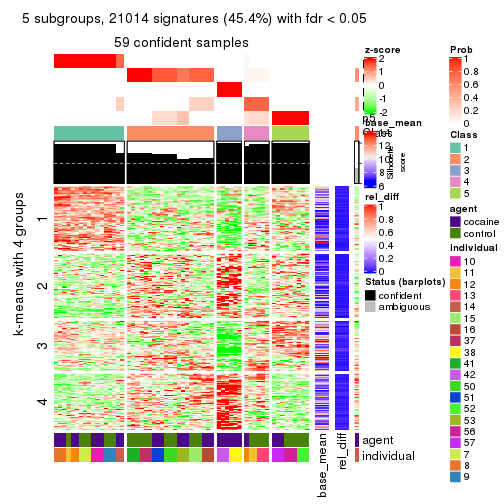 5 subgroups, 21014 signatures (45.4%) with fdr < 0.05
59 confident samples
k-means with 4 groups
1
2
3
4
base_mean
rel_diff
agent
individual
z-score
2
1
0
-1
-2
base_mean
16
14
12
10
8
6
Silhouette
score
rel_diff
1
0.8
0.6
0.4
0.2
0
Status (barplots)
confident
ambiguous
Prob
1
0.8
0.6
0.4
0.2
0
Class
1
2
3
4
5
agent
cocaine
control
individual
10
11
12
13
14
15
16
37
38
41
42
50
51
52
53
56
57
7
8
9